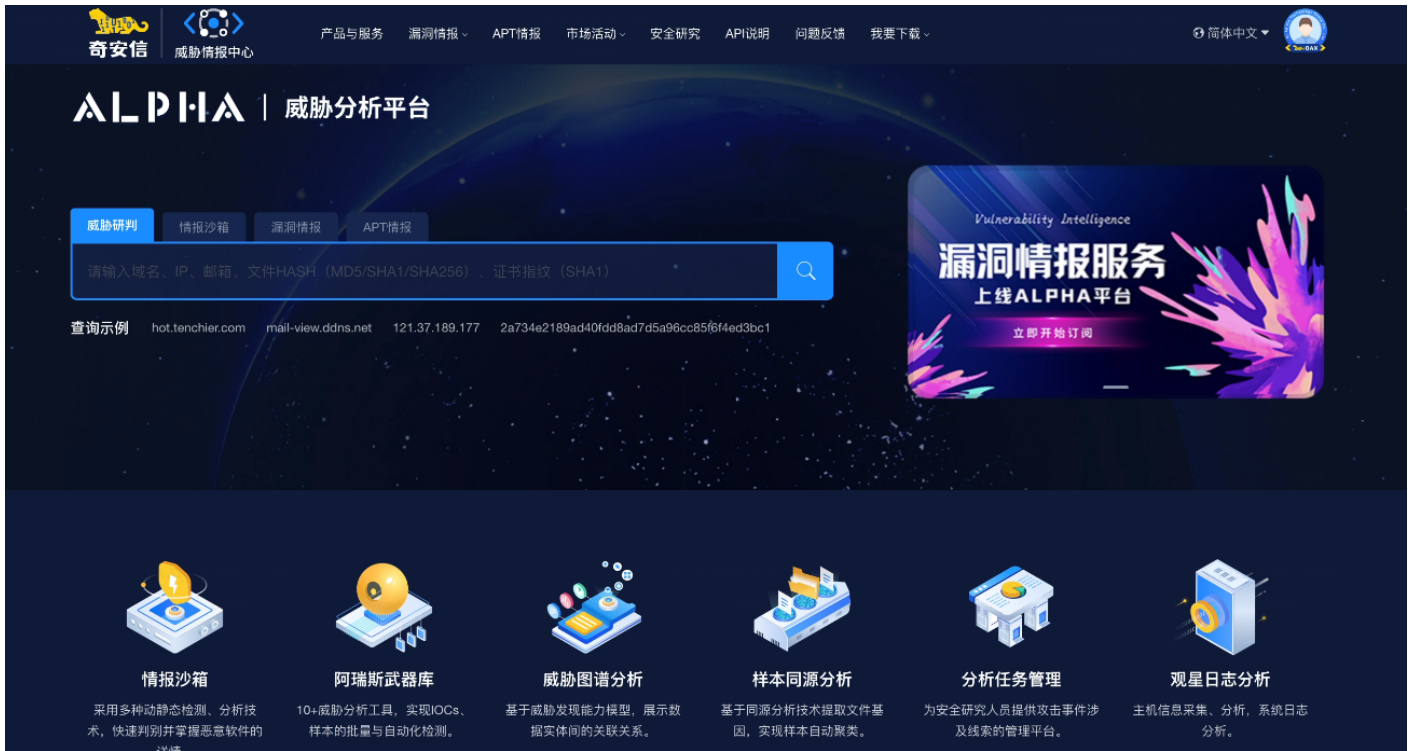 奇安信
威胁情报中心
产品与服务 漏洞情报 APT情报 市场活动 安全研究 API说明 问题反馈 我要下载
简体中文
ALPHA | 威胁分析平台
威胁研判 情报沙箱 漏洞情报 APT情报
请输入域名、IP、邮箱、文件HASH（MD5/SHA1/SHA256）、证书指纹（SHA1）
查询示例 hot.tenchier.com mail-view.ddns.net 121.37.189.177 2a734e2189ad40fdd8ad7d5a96cc85f6f4ed3bc1
Vulnerability Intelligence
漏洞情报服务
上线ALPHA平台
立即开始订阅
情报沙箱
采用多种动静态检测、分析技
术，快速判别并掌握恶意软件的
详情
阿瑞斯武器库
10+威胁分析工具，实现IOCs、
样本的批量与自动化检测。
威胁图谱分析
基于威胁发现能力模型，展示数
据实体间的关联关系。
样本同源分析
基于同源分析技术提取文件基
因，实现样本自动聚类。
分析任务管理
为安全研究人员提供攻击事件涉
及线索的管理平台。
观星日志分析
主机信息采集、分析，系统日志
分析。